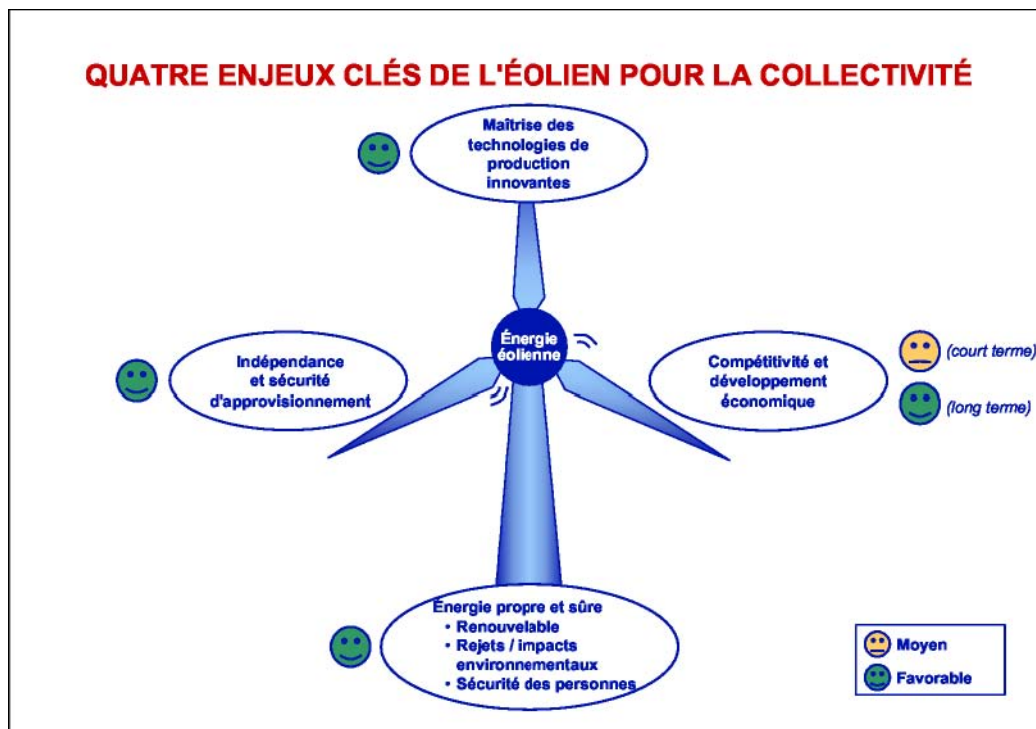 QUATRE ENJEUX CLÉS DE L'ÉOLIEN POUR LA COLLECTIVITÉ
Maîtrise des
technologies de
production
innovantes
Énergie
éolienne
Indépendance
et sécurité
d'approvisionnement
Compétitivité et
développement
économique
(court terme)
(long terme)
Énergie propre et sûre
• Renouvelable
• Rejets / impacts
environnementaux
• Sécurité des personnes
Moyen
Favorable